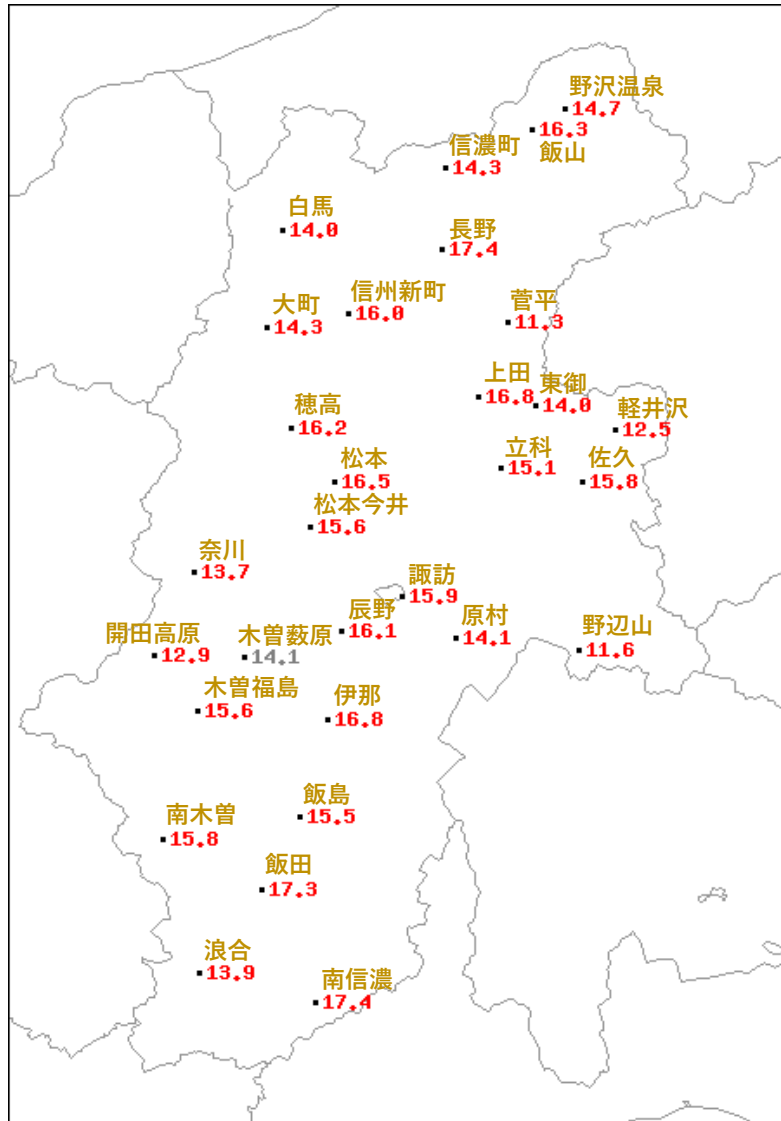 野沢温泉
14.7
16.3
飯山
信濃町
14.3
白馬
14.0
長野
17.4
信州新町
16.0
大町
14.3
菅平
11.3
上田
16.8
東御
14.0
軽井沢
12.5
穂高
16.2
松本
16.5
立科
15.1
佐久
15.8
松本今井
15.6
奈川
13.7
諏訪
15.9
辰野
16.1
原村
14.1
野辺山
11.6
開田高原
12.9
木曽薮原
14.1
木曽福島
15.6
伊那
16.8
飯島
15.5
南木曽
15.8
飯田
17.3
浪合
13.9
南信濃
17.4